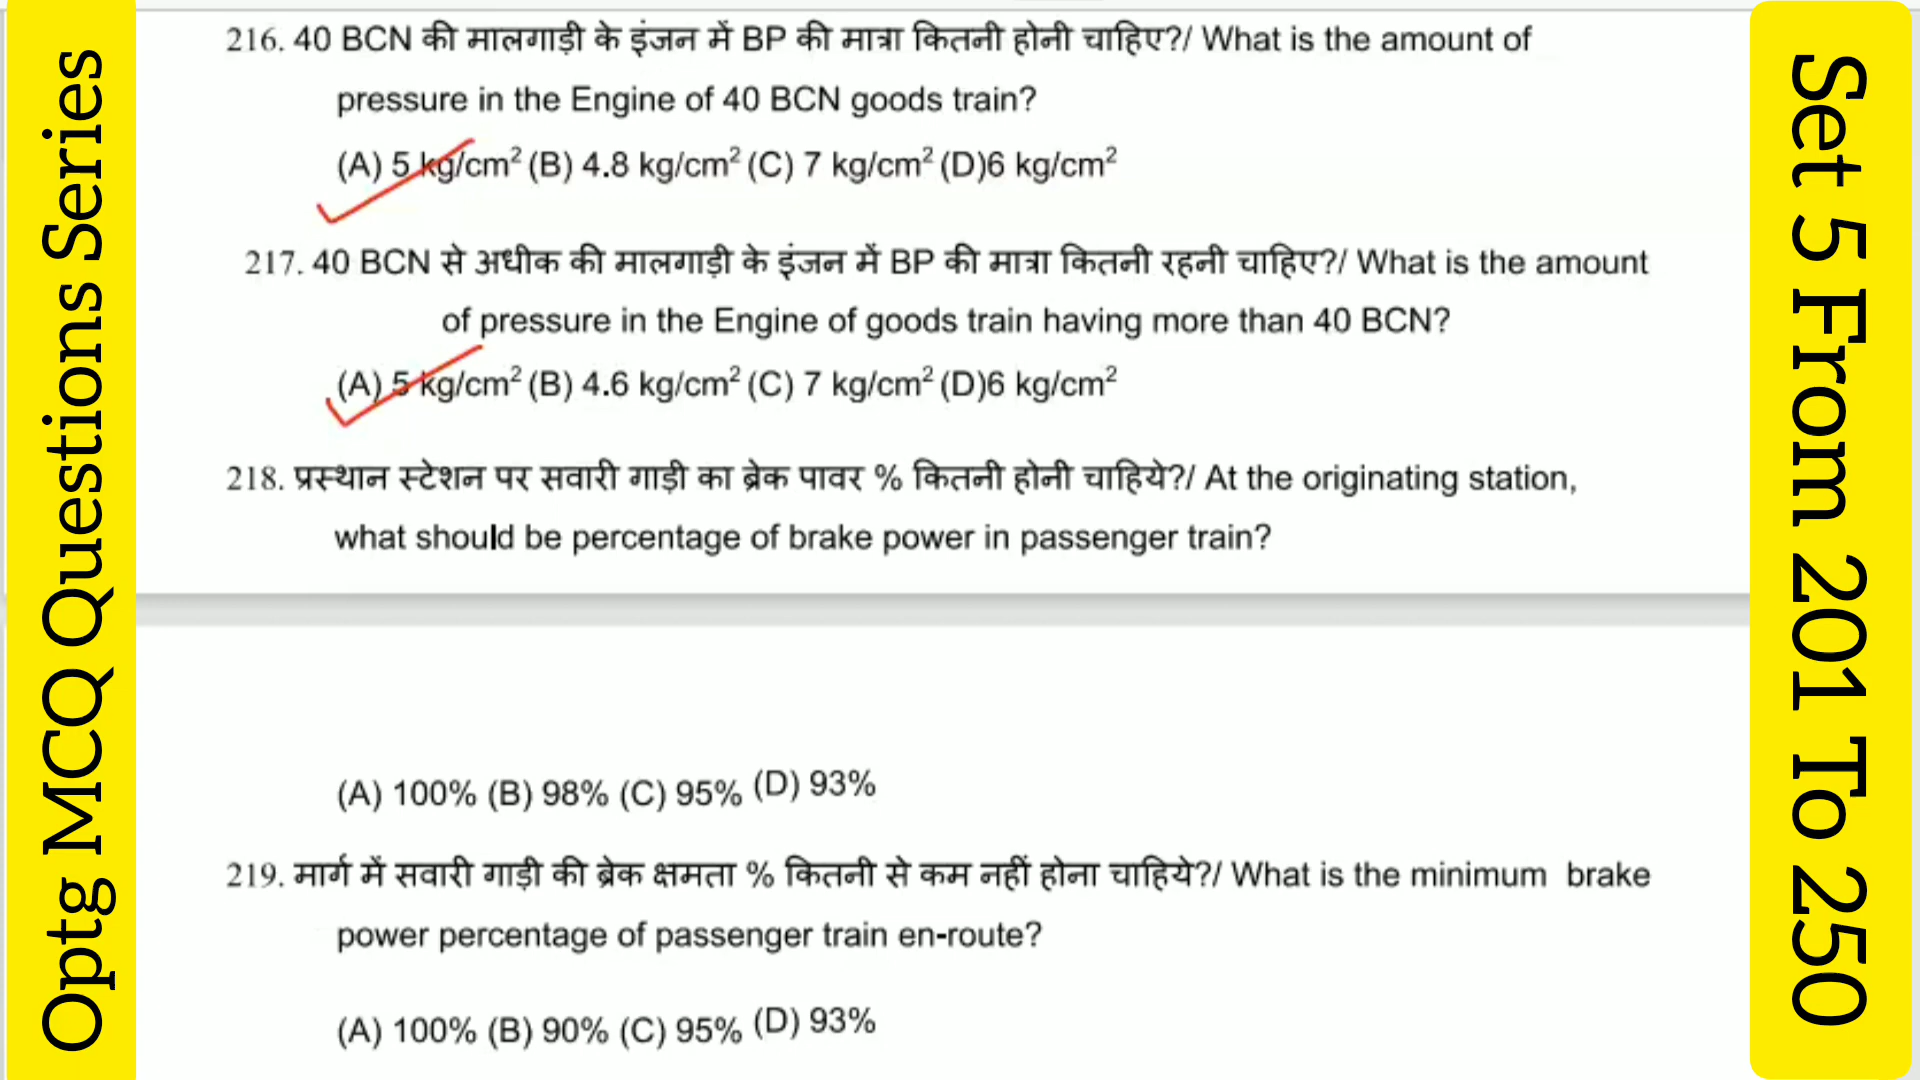 Optg MCQ Questions Series
216. 40 BCN की मालगाड़ी के इंजन में BP की मात्रा कितनी होनी चाहिए?/ What is the amount of
pressure in the Engine of 40 BCN goods train?
(A) 5 kg/cm² (B) 4.8 kg/cm² (C) 7 kg/cm² (D)6 kg/cm²
217. 40 BCN से अधीक की मालगाड़ी के इंजन में BP की मात्रा कितनी रहनी चाहिए?/ What is the amount
of pressure in the Engine of goods train having more than 40 BCN?
(A) 5 kg/cm² (B) 4.6 kg/cm² (C) 7 kg/cm² (D)6 kg/cm²
218. प्रस्थान स्टेशन पर सवारी गाड़ी का ब्रेक पावर % कितनी होनी चाहिये?/ At the originating station,
what should be percentage of brake power in passenger train?
(A) 100% (B) 98% (C) 95% (D) 93%
219. मार्ग में सवारी गाड़ी की ब्रेक क्षमता % कितनी से कम नहीं होना चाहिये?/ What is the minimum brake
power percentage of passenger train en-route?
(A) 100% (B) 90% (C) 95% (D) 93%
Set 5 From 201 To 250